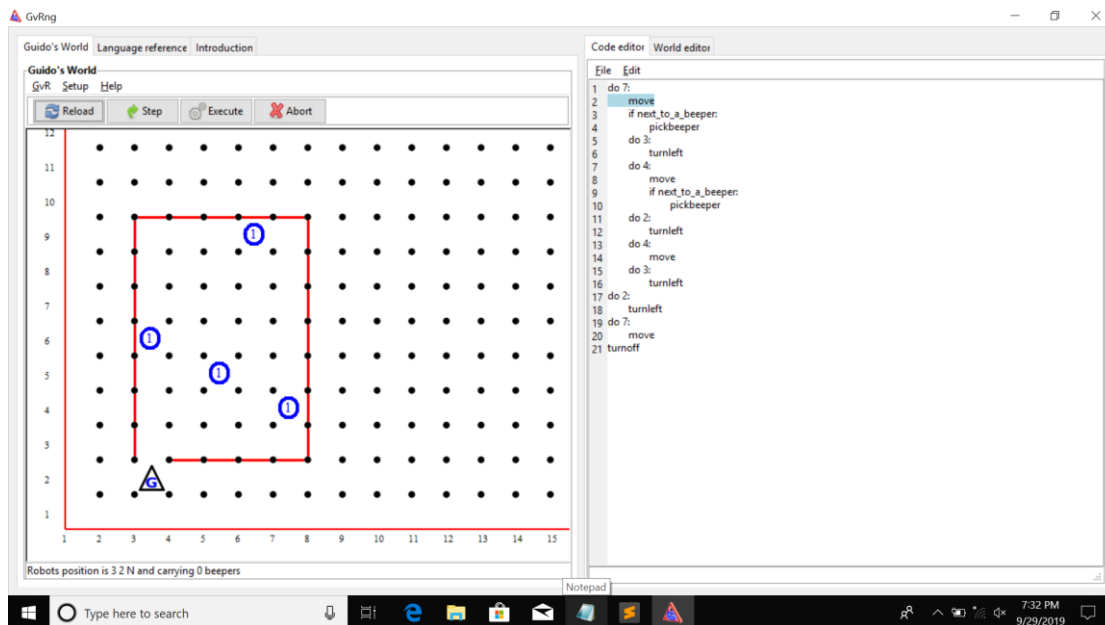 GvRng
Guido's World Language reference Introduction
Guido's World
GvR Setup Help
Reload Step Execute Abort
12
11
10
9
8
7
6
5
4
3
2
1
1
1
1
1
G
1 2 3 4 5 6 7 8 9 10 11 12 13 14 15
Robots position is 3 2 N and carrying 0 beepers
Code editor World editor
File Edit
1 do 7:
2 move
3 if next_to_a_beeper:
4 pickbeeper
5 do 3:
6 turnleft
7 do 4:
8 move
9 if next_to_a_beeper:
10 pickbeeper
11 do 2:
12 turnleft
13 do 4:
14 move
15 do 3:
16 turnleft
17 do 2:
18 turnleft
19 do 7:
20 move
21 turnoff
Notepad
Type here to search
7:32 PM
9/29/2019